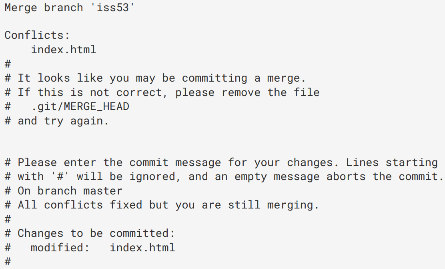 Merge branch 'iss53'

Conflicts:
    index.html
#
# It looks like you may be committing a merge.
# If this is not correct, please remove the file
#   .git/MERGE_HEAD
# and try again.


# Please enter the commit message for your changes. Lines starting
# with '#' will be ignored, and an empty message aborts the commit.
# On branch master
# All conflicts fixed but you are still merging.
#
# Changes to be committed:
#   modified:   index.html
#